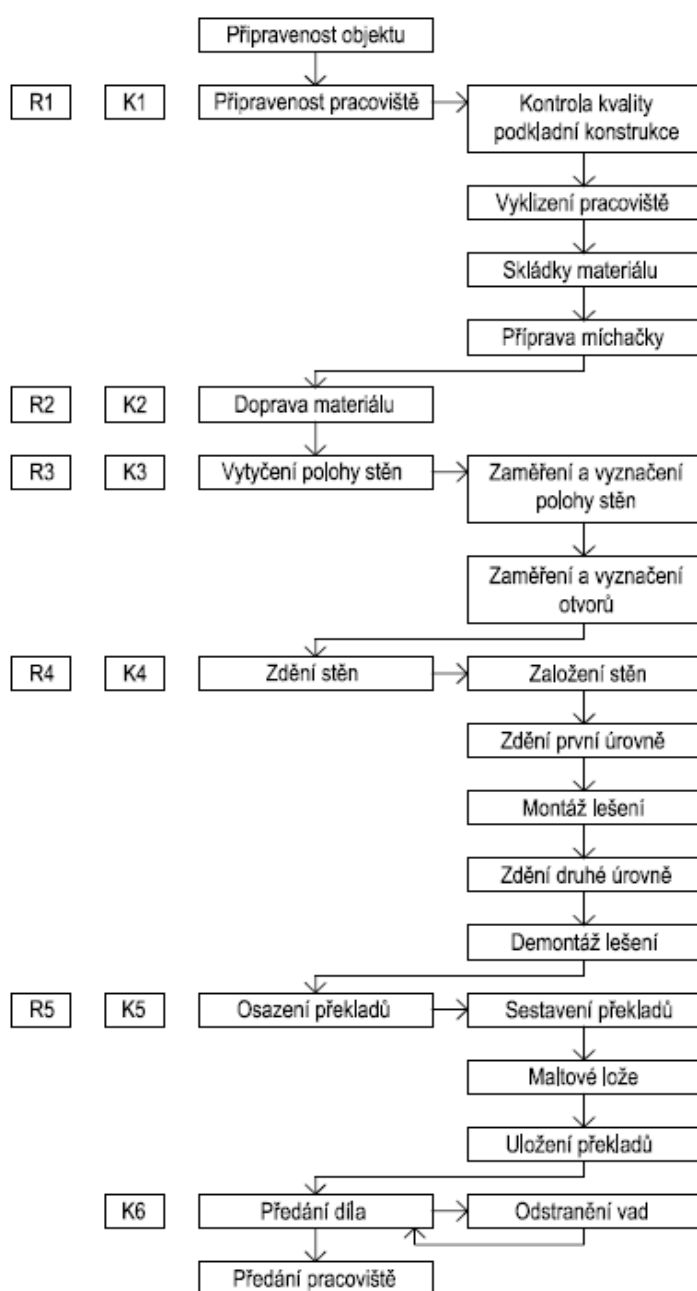 Připravenost objektu
R1 K1 Připravenost pracoviště Kontrola kvality
podkladní konstrukce
Vyklizení pracoviště
Skládky materiálu
Příprava míchačky
R2 K2 Doprava materiálu
R3 K3 Vytyčení polohy stěn Zaměření a vyznačení
polohy stěn
Zaměření a vyznačení
otvorů
R4 K4 Zdění stěn Založení stěn
Zdění první úrovně
Montáž lešení
Zdění druhé úrovně
Demontáž lešení
R5 K5 Osazení překladů Sestavení překladů
Maltové lože
Uložení překladů
K6 Předání díla Odstranění vad
Předání pracoviště